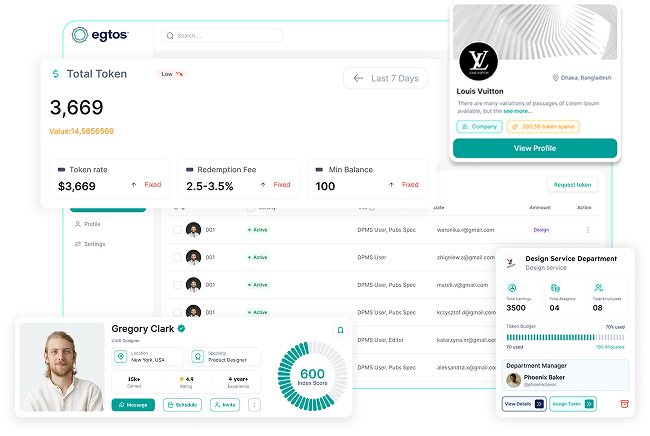 egtos
Search...
Total Token
Low
Last 7 Days
3,669
Value:14,5656569
Token rate
$3,669
Fixed
Redemption Fee
2.5-3.5%
Fixed
Min Balance
100
Fixed
LOUIS VUITTON
Dhaka, Bangladesh
Louis Vuitton
There are many variations of passages of Lorem Ipsum
available, but the see more...
Company
200,56 token spend
View Profile
Request token
date
Ammount
Action
Profile
Settings
001
Active
DPMS User, Pubs Spec
weronika.r@gmail.com
Design
001
Active
DPMS User
zbigniew.z@gmail.com
001
Active
DPMS User, Pubs Spec
marek.w@gmail.com
001
Active
DPMS User, Pubs Spec
krzysztof.d@gmail.com
DPMS User, Editor
katarzyna.m@gmail.com
DPMS User, Pubs Spec
aleksandra.x@gmail.com
Design Service Department
Design service
Total Earnings
3500
Total Assigned
04
Total Employees
08
Token Budget
70% used
70 used
100 Allocated
Department Manager
Phoenix Baker
@phoenixbaker
View Details
Assign Token
Gregory Clark
UI/UX Designer
Location
New York, USA
Specialty
Product Designer
15k+
Earned
4.9
Rating
4 year+
Experience
Message
Schedule
Invite
600
Index Score